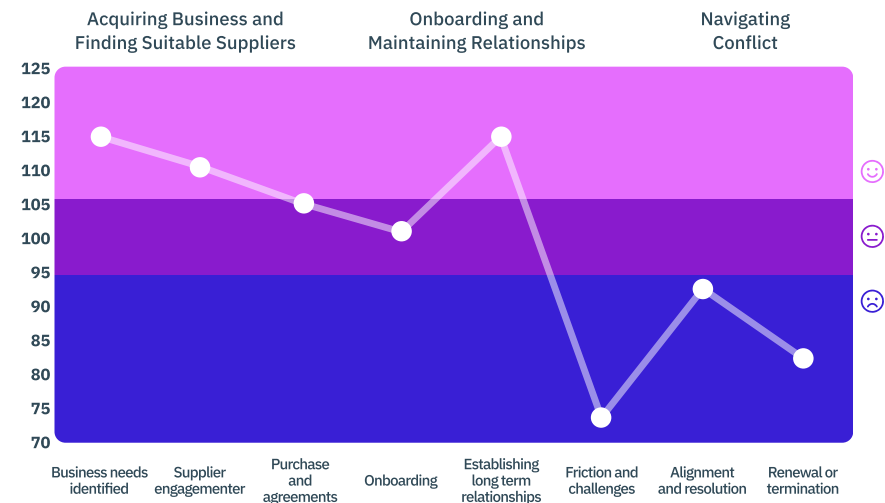 Acquiring Business and
Finding Suitable Suppliers
Onboarding and
Maintaining Relationships
Navigating
Conflict
125
120
115
110
105
100
95
90
85
80
75
70
Business needs
identified
Supplier
engagementer
Purchase
and
agreements
Onboarding
Establishing
long term
relationships
Friction and
challenges
Alignment
and resolution
Renewal or
termination